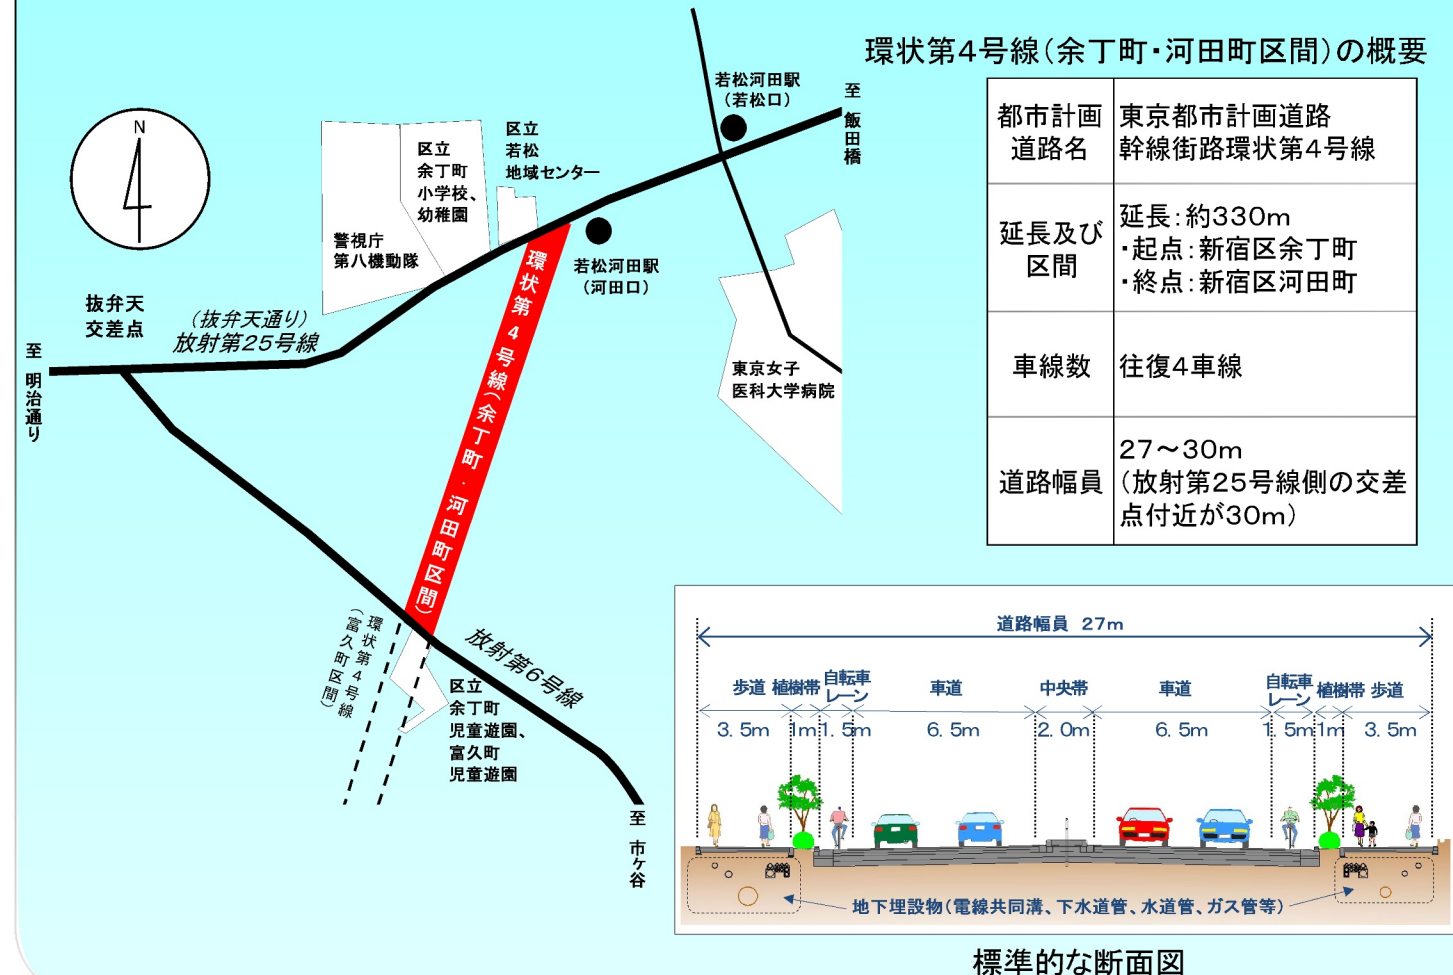 環状第4号線（余丁町・河田町区間）の概要
都市計画
道路名
東京都市計画道路
幹線街路環状第4号線
延長及び
区間
延長：約330m
・起点：新宿区余丁町
・終点：新宿区河田町
車線数
往復4車線
道路幅員
27～30m
（放射第25号線側の交差
点付近が30m）
N
若松河田駅
（若松口）
至 飯田橋
区立
若松
地域センター
区立
余丁町
小学校、
幼稚園
警視庁
第八機動隊
若松河田駅
（河田口）
抜弁天
交差点
（抜弁天通り）
放射第25号線
至 明治通り
東京女子
医科大学病院
環状第4号線（余丁町・河田町区間）
環状第4号線
（富久町区間）
放射第6号線
区立
余丁町
児童遊園、
富久町
児童遊園
至 市ケ谷
道路幅員 27m
歩道 植樹帯 自転車レーン 車道 中央帯 車道 自転車レーン 植樹帯 歩道
3.5m 1m 1.5m 6.5m 2.0m 6.5m 1.5m 1m 3.5m
地下埋設物（電線共同溝、下水道管、水道管、ガス管等）
標準的な断面図